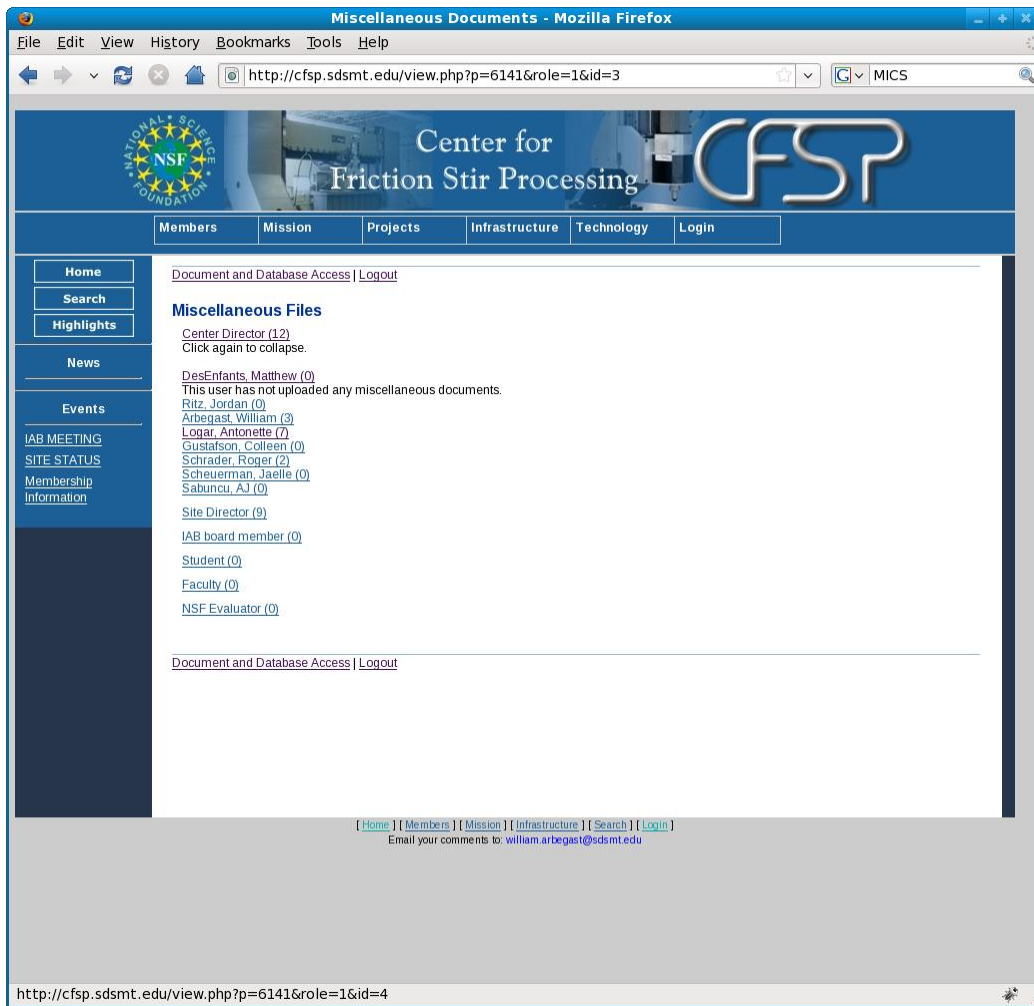 Miscellaneous Documents - Mozilla Firefox
File Edit View History Bookmarks Tools Help
http://cfsp.sdsmt.edu/view.php?p=6141&role=1&id=3
G MICS
NATIONAL SCIENCE FOUNDATION
NSF
Center for
Friction Stir Processing
CFSP
Members Mission Projects Infrastructure Technology Login
Home
Search
Highlights
News
Events
IAB MEETING
SITE STATUS
Membership
Information
Document and Database Access | Logout
Miscellaneous Files
Center Director (12)
Click again to collapse.
DesEnfants, Matthew (0)
This user has not uploaded any miscellaneous documents.
Ritz, Jordan (0)
Arbegast, William (3)
Logar, Antonette (7)
Gustafson, Colleen (0)
Schrader, Roger (2)
Scheuerman, Jaelle (0)
Sabuncu, AJ (0)
Site Director (9)
IAB board member (0)
Student (0)
Faculty (0)
NSF Evaluator (0)
Document and Database Access | Logout
[ Home ] [ Members ] [ Mission ] [ Infrastructure ] [ Search ] [ Login ]
Email your comments to: william.arbegast@sdsmt.edu
http://cfsp.sdsmt.edu/view.php?p=6141&role=1&id=4